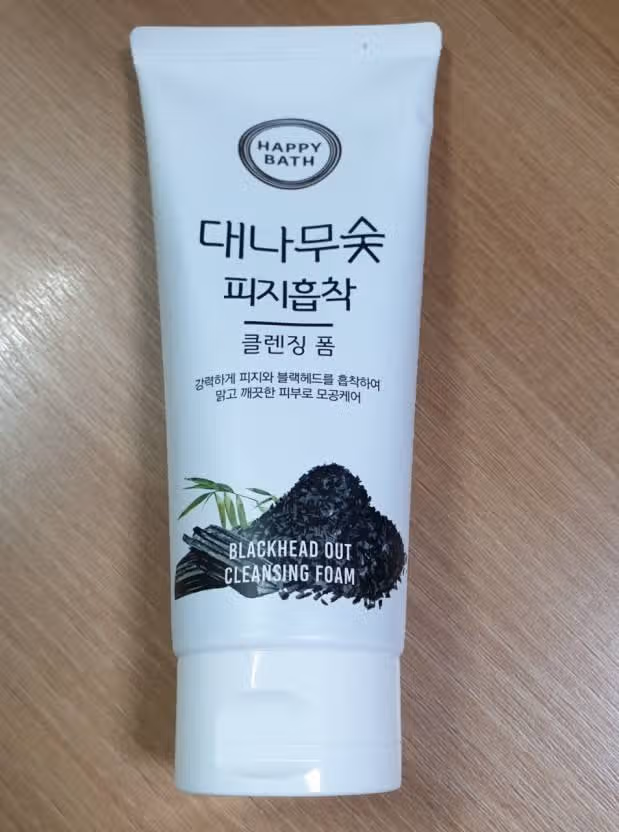 HAPPY
BATH
대나무숯
피지흡착
클렌징 폼
강력하게 피지와 블랙헤드를 흡착하여
맑고 깨끗한 피부로 모공케어
BLACKHEAD OUT
CLEANSING FOAM